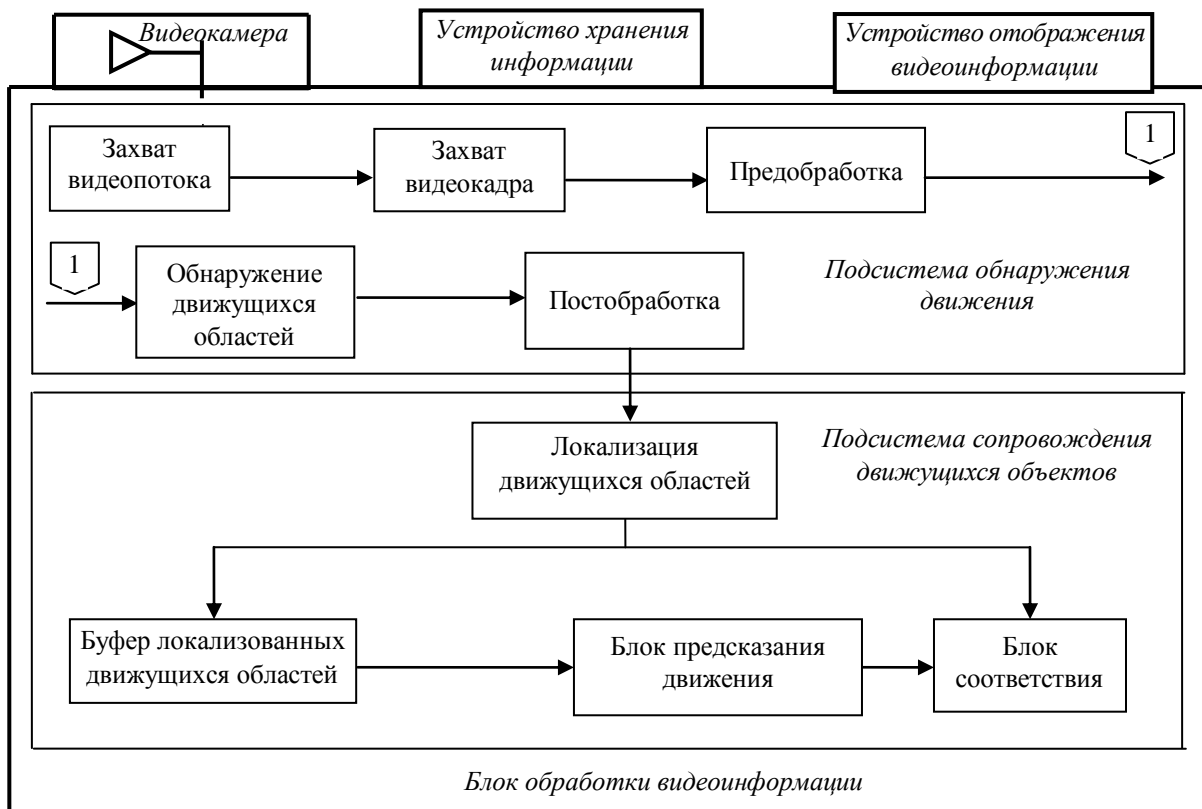 Видеокамера
Устройство хранения
информации
Устройство отображения
видеоинформации
Захват
видеопотока
Захват
видеокадра
Предобработка
1
1
Обнаружение
движущихся
областей
Постобработка
Подсистема обнаружения
движения
Локализация
движущихся областей
Подсистема сопровождения
движущихся объектов
Буфер локализованных
движущихся областей
Блок предсказания
движения
Блок
соответствия
Блок обработки видеоинформации